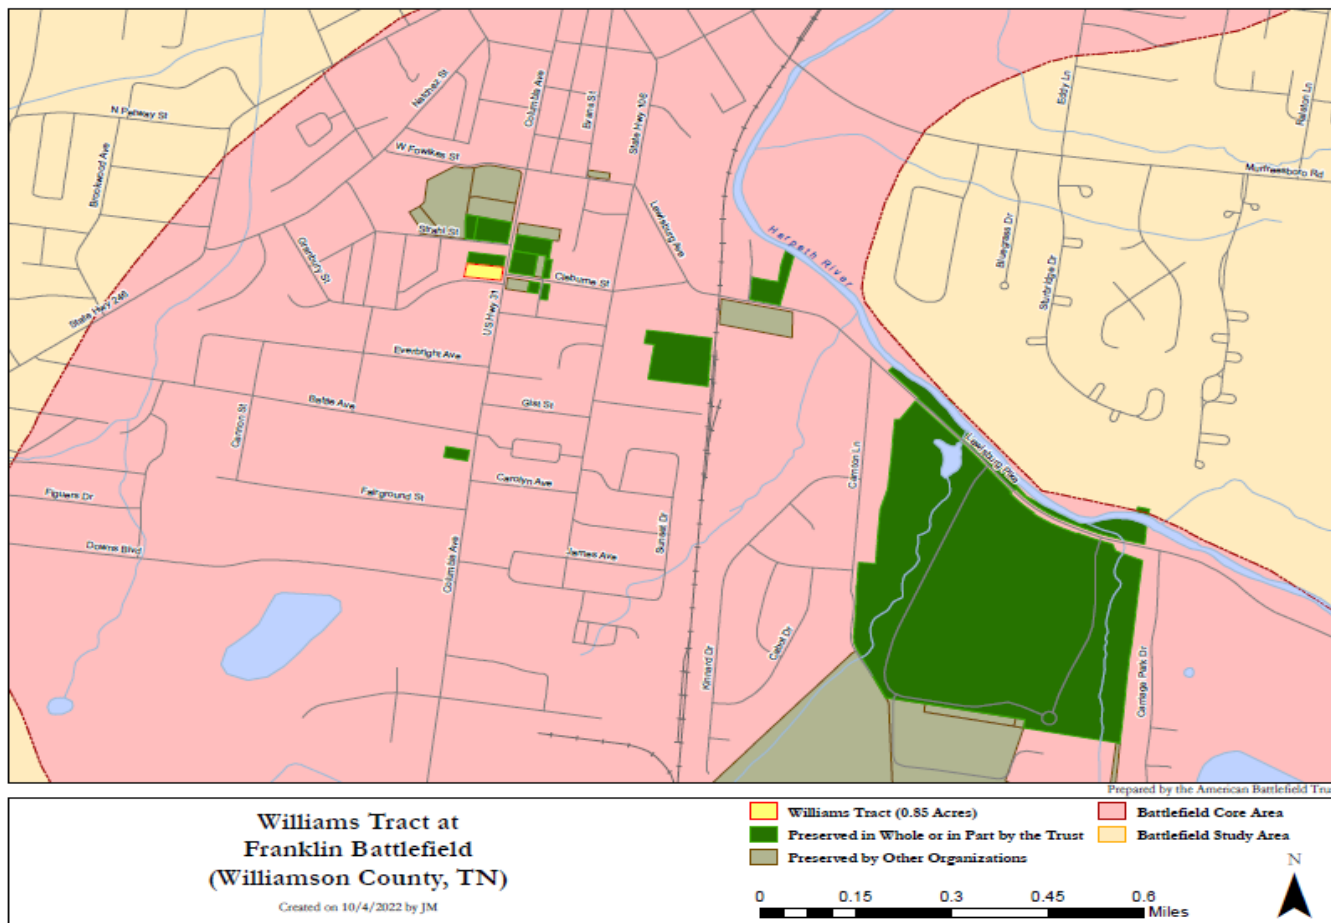 Natchez St
Columbia Ave
Evans St
State Hwy 106
Eddy Ln
Ralston Ln
N Petway St
W Fowlkes St
Murfreesboro Rd
Brookwood Ave
Lewisburg Ave
Harpeth River
Bluegrass Dr
Sturbridge Dr
Strahl St
Granbury St
Cleburne St
State Hwy 246
US Hwy 31
Everbright Ave
Battle Ave
Gist St
Cannon St
Carnton Ln
Lewisburg Pike
Carolyn Ave
Figuers Dr
Fairground St
Sunset Dr
Downs Blvd
James Ave
Columbia Ave
Cabot Dr
Kinnard Dr
Carriage Park Dr
Prepared by the American Battlefield Tru
Williams Tract at
Franklin Battlefield
(Williamson County, TN)
Created on 10/4/2022 by JM
Williams Tract (0.85 Acres)
Preserved in Whole or in Part by the Trust
Preserved by Other Organizations
Battlefield Core Area
Battlefield Study Area
N
0 0.15 0.3 0.45 0.6
Miles